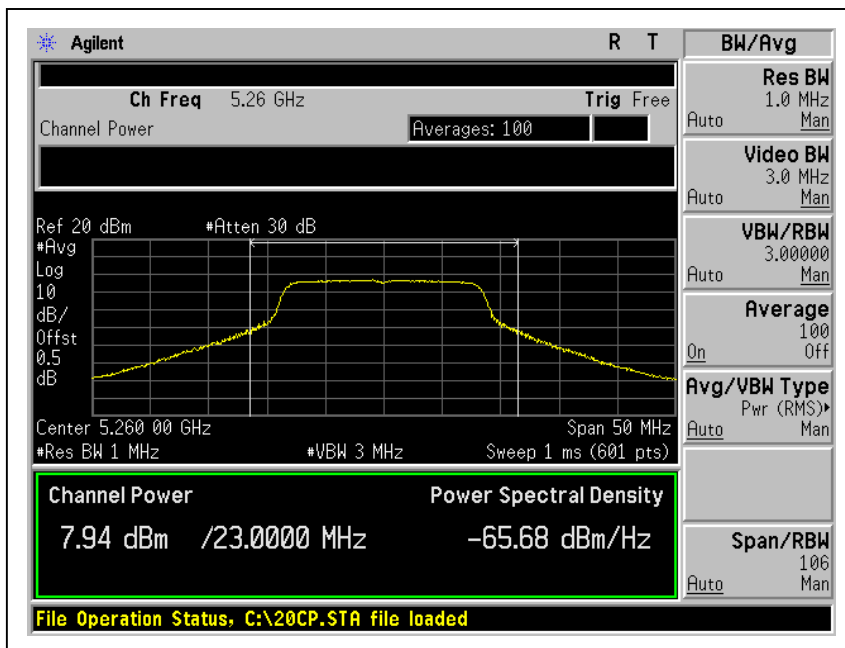 Agilent R T BW/Avg
Ch Freq 5.26 GHz Trig Free
Channel Power Averages: 100
Ref 20 dBm #Atten 30 dB
#Avg
Log
10
dB/
Offst
0.5
dB
Center 5.260 00 GHz Span 50 MHz
#Res BW 1 MHz #VBW 3 MHz Sweep 1 ms (601 pts)
Channel Power Power Spectral Density
7.94 dBm /23.0000 MHz -65.68 dBm/Hz
File Operation Status, C:\20CP.STA file loaded
Res BW
1.0 MHz
Auto Man
Video BW
3.0 MHz
Auto Man
VBW/RBW
3.00000
Auto Man
Average
100
On Off
Avg/VBW Type
Pwr (RMS)
Auto Man
Span/RBW
106
Auto Man